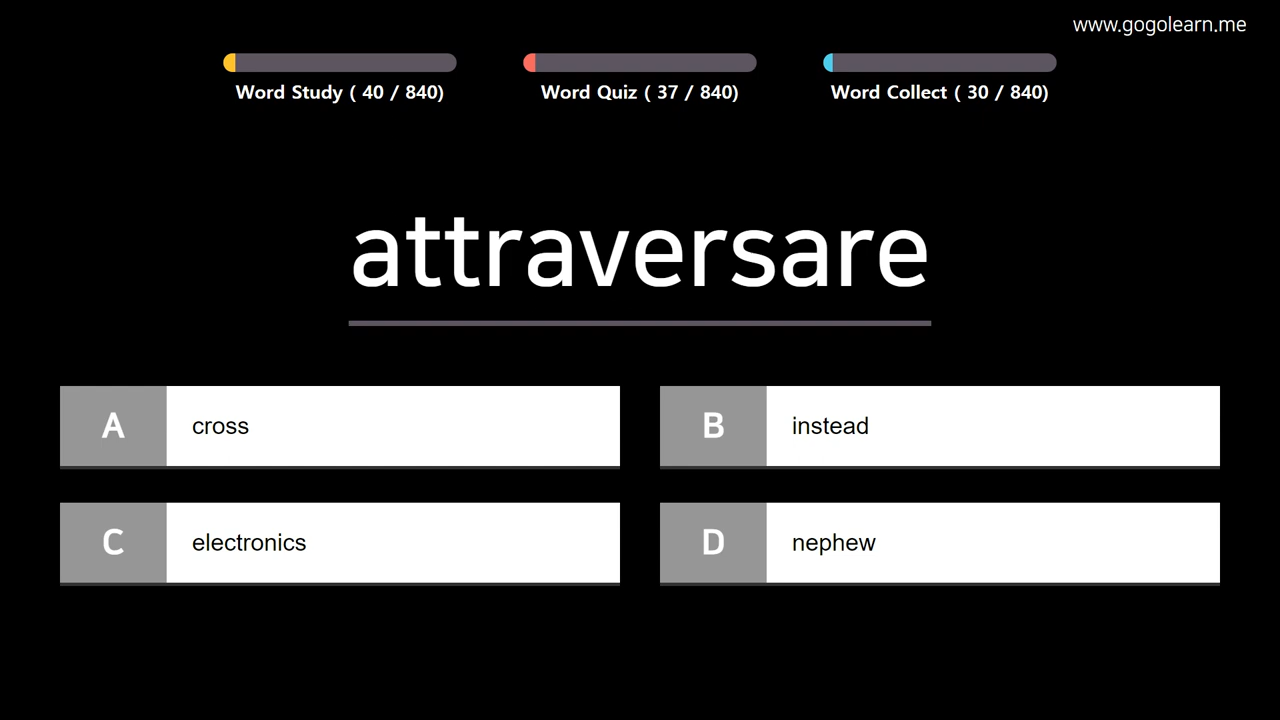 www.gogolearn.me
Word Study ( 40 / 840)
Word Quiz ( 37 / 840)
Word Collect ( 30 / 840)
attraversare
A cross
B instead
C electronics
D nephew